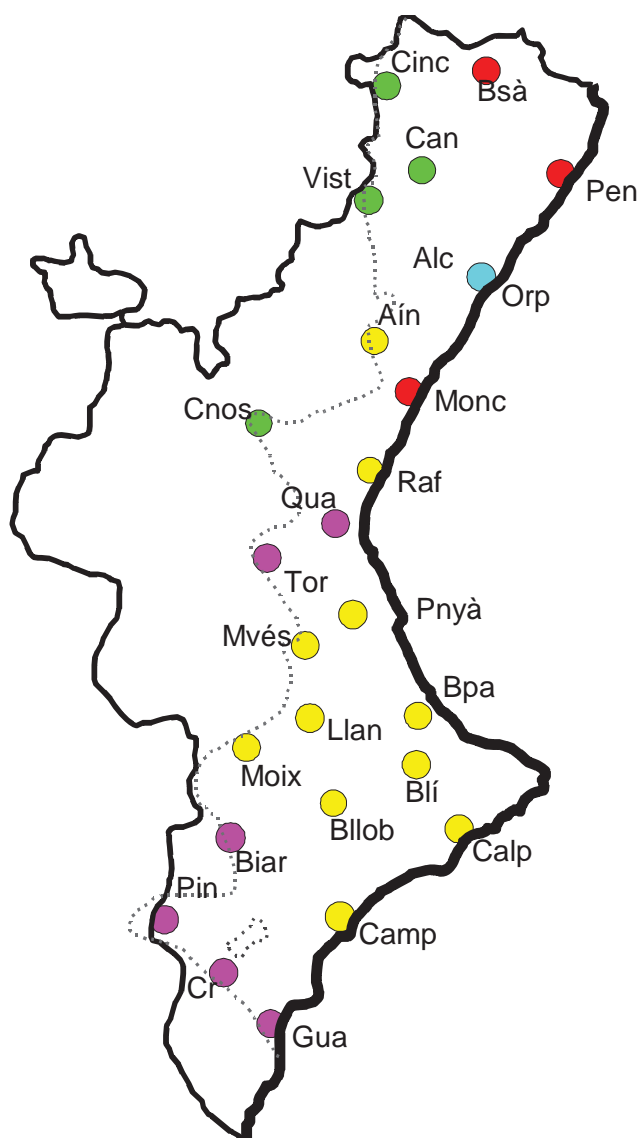 Cinc
Bsà
Can
Vist
Pen
Alc
Orp
Aín
Cnos
Monc
Raf
Qua
Tor
Pnyà
Mvés
Bpa
Llan
Moix
Blí
Bllob
Calp
Biar
Pin
Camp
Cr
Gua